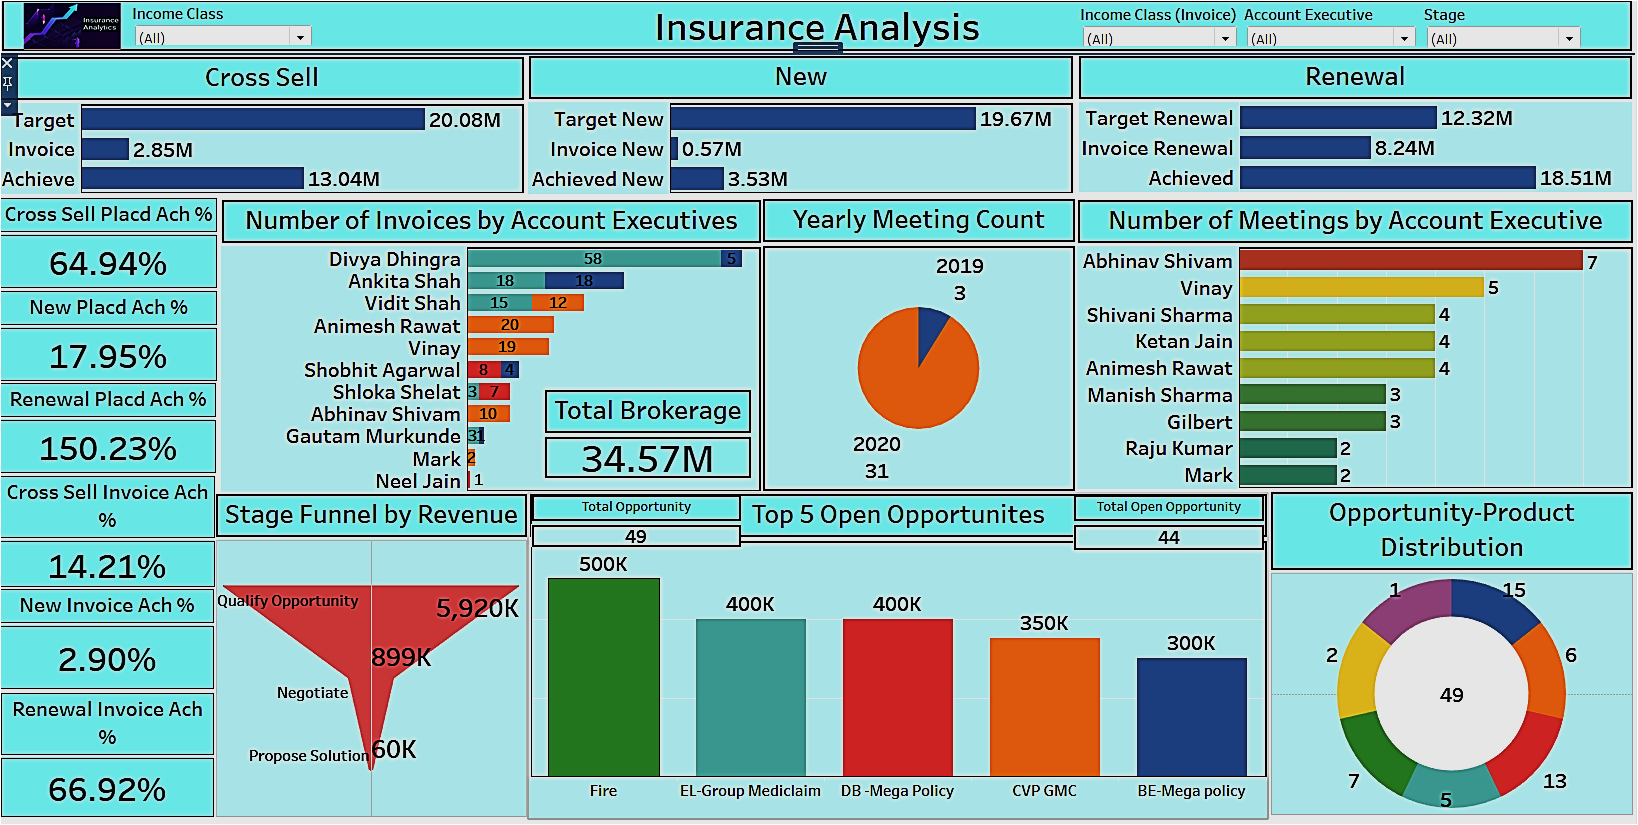 Insurance
Analytics
Income Class
(All)
Insurance Analysis
Income Class (Invoice)
(All)
Account Executive
(All)
Stage
(All)
Cross Sell
Target
20.08M
Invoice
2.85M
Achieve
13.04M
New
Target New
19.67M
Invoice New
0.57M
Achieved New
3.53M
Renewal
Target Renewal
12.32M
Invoice Renewal
8.24M
Achieved
18.51M
Cross Sell Placd Ach %
64.94%
New Placd Ach %
17.95%
Renewal Placd Ach %
150.23%
Cross Sell Invoice Ach
%
14.21%
New Invoice Ach %
2.90%
Renewal Invoice Ach
%
66.92%
Number of Invoices by Account Executives
Divya Dhingra 58 5
Ankita Shah 18 18
Vidit Shah 15 12
Animesh Rawat 20
Vinay 19
Shobhit Agarwal 8 4
Shloka Shelat 3 7
Abhinav Shivam 10
Gautam Murkunde 3 1
Mark 2
Neel Jain 1
Total Brokerage
34.57M
Yearly Meeting Count
2019
3
2020
31
Number of Meetings by Account Executive
Abhinav Shivam 7
Vinay 5
Shivani Sharma 4
Ketan Jain 4
Animesh Rawat 4
Manish Sharma 3
Gilbert 3
Raju Kumar 2
Mark 2
Stage Funnel by Revenue
Qualify Opportunity
5,920K
899K
Negotiate
Propose Solution
60K
Total Opportunity
49
Top 5 Open Opportunites
Total Open Opportunity
44
500K
400K
400K
350K
300K
Fire
EL-Group Mediclaim
DB -Mega Policy
CVP GMC
BE-Mega policy
Opportunity-Product
Distribution
1
15
2
6
49
7
13
5